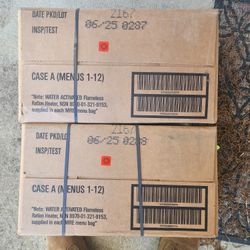 DATE PKD/LOT 2167
INSP/TEST 06/25 0287
CASE A (MENUS 1-12)
"Note: WATER ACTIVATED Flameless
Ration Heater, NSN 8970-01-321-9153,
supplied in each MRE menu bag"
DATE PKD/LOT 2167
INSP/TEST 06/25 0288
CASE A (MENUS 1-12)
"Note: WATER ACTIVATED Flameless
Ration Heater, NSN 8970-01-321-9153,
supplied in each MRE menu bag"